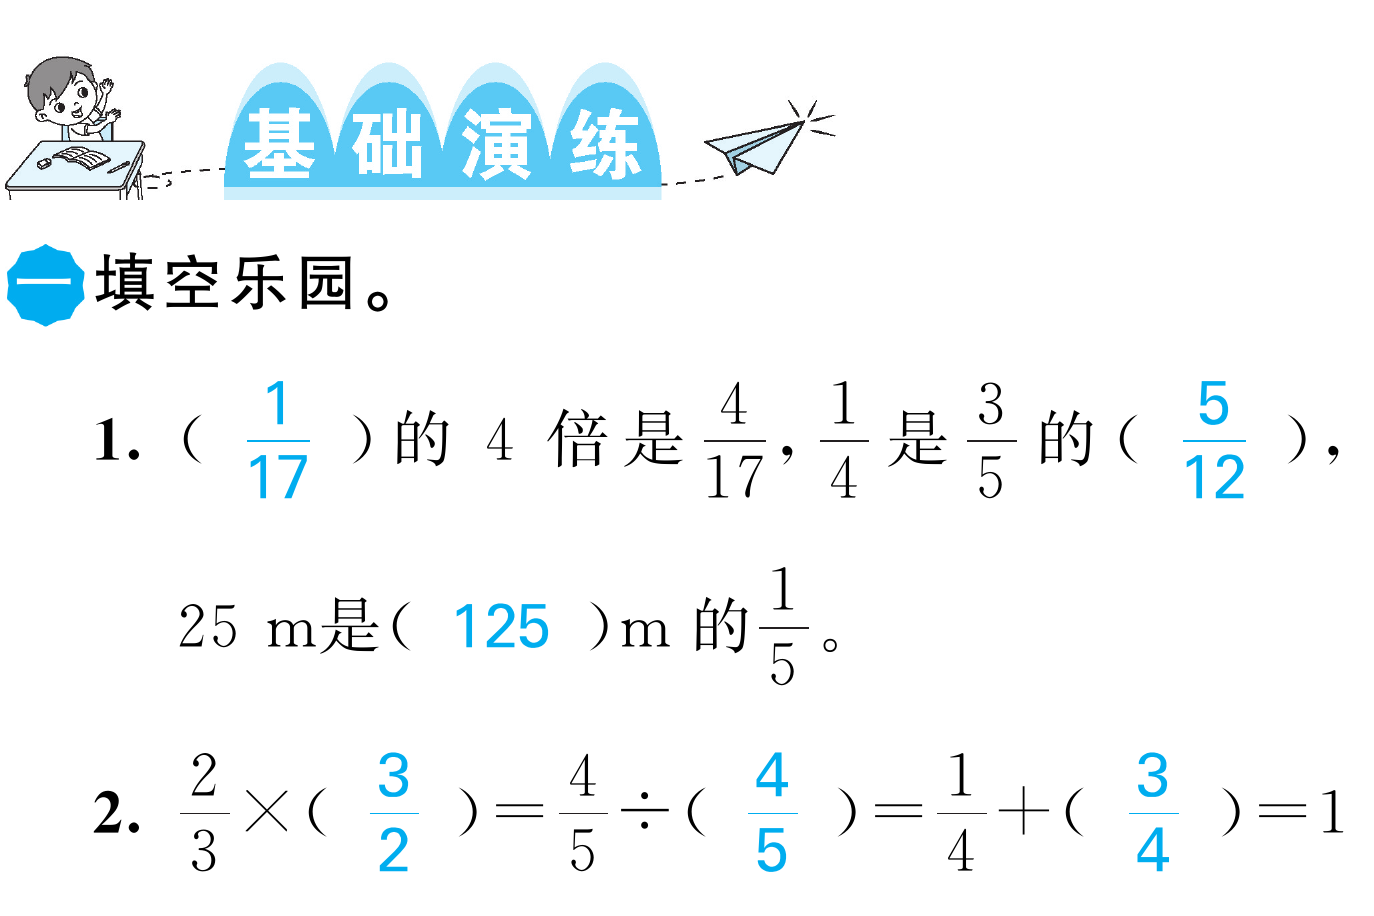 基础演练
一 填空乐园。
1. ( 1/17 )的 4 倍是 4/17, 1/4 是 3/5 的( 5/12 ),
25 m是( 125 )m 的 1/5。
2. 2/3×( 3/2 )=4/5÷( 4/5 )=1/4+( 3/4 )=1